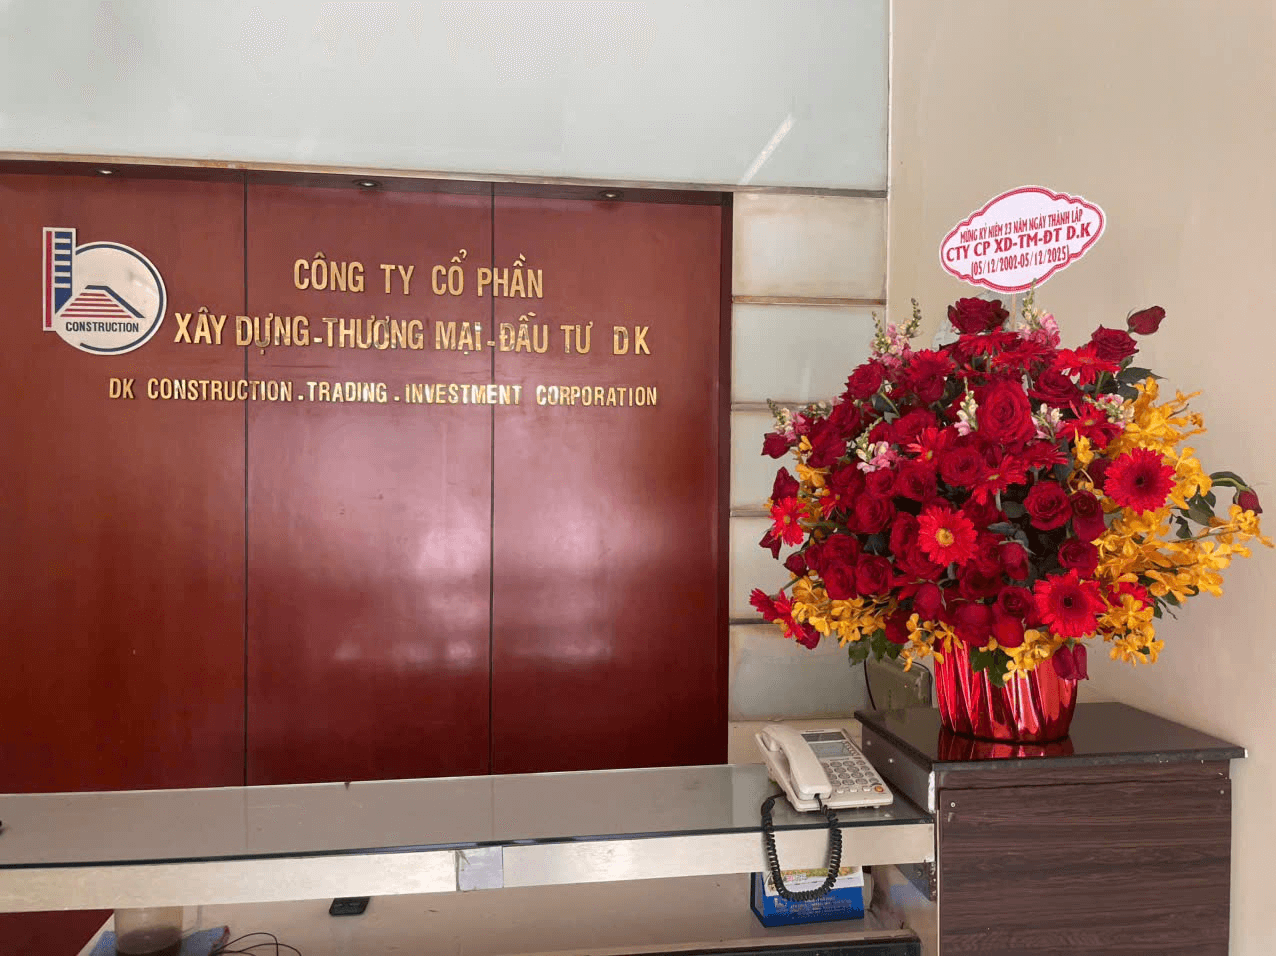 CÔNG TY CỔ PHẦN
XÂY DỰNG-THƯƠNG MẠI-ĐẦU TƯ DK
DK CONSTRUCTION.TRADING.INVESTMENT CORPORATION
CONSTRUCTION
MỪNG KỶ NIỆM 23 NĂM NGÀY THÀNH LẬP
CTY CP XD-TM-ĐT D.K
(05/12/2002-05/12/2025)